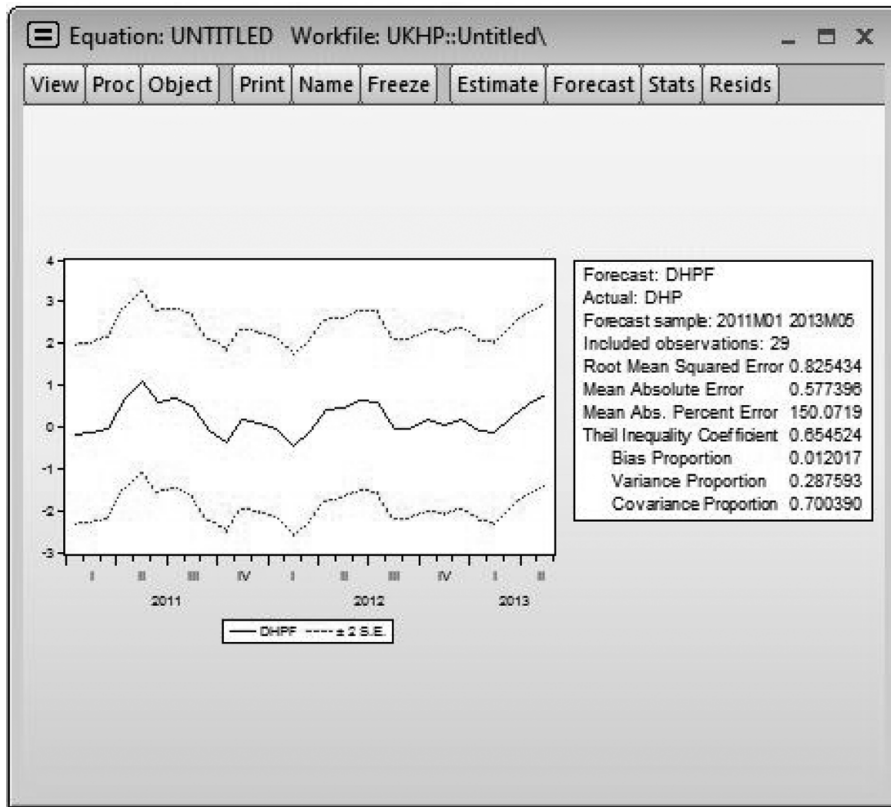 Equation: UNTITLED Workfile: UKHP::Untitled\
View Proc Object Print Name Freeze Estimate Forecast Stats Resids
4
3
2
1
0
-1
-2
-3
I II III IV I II III IV I II
2011 2012 2013
DHPF ± 2 S.E.
Forecast: DHPF
Actual: DHP
Forecast sample: 2011M01 2013M05
Included observations: 29
Root Mean Squared Error 0.825434
Mean Absolute Error 0.577396
Mean Abs. Percent Error 150.0719
Theil Inequality Coefficient 0.654524
Bias Proportion 0.012017
Variance Proportion 0.287593
Covariance Proportion 0.700390